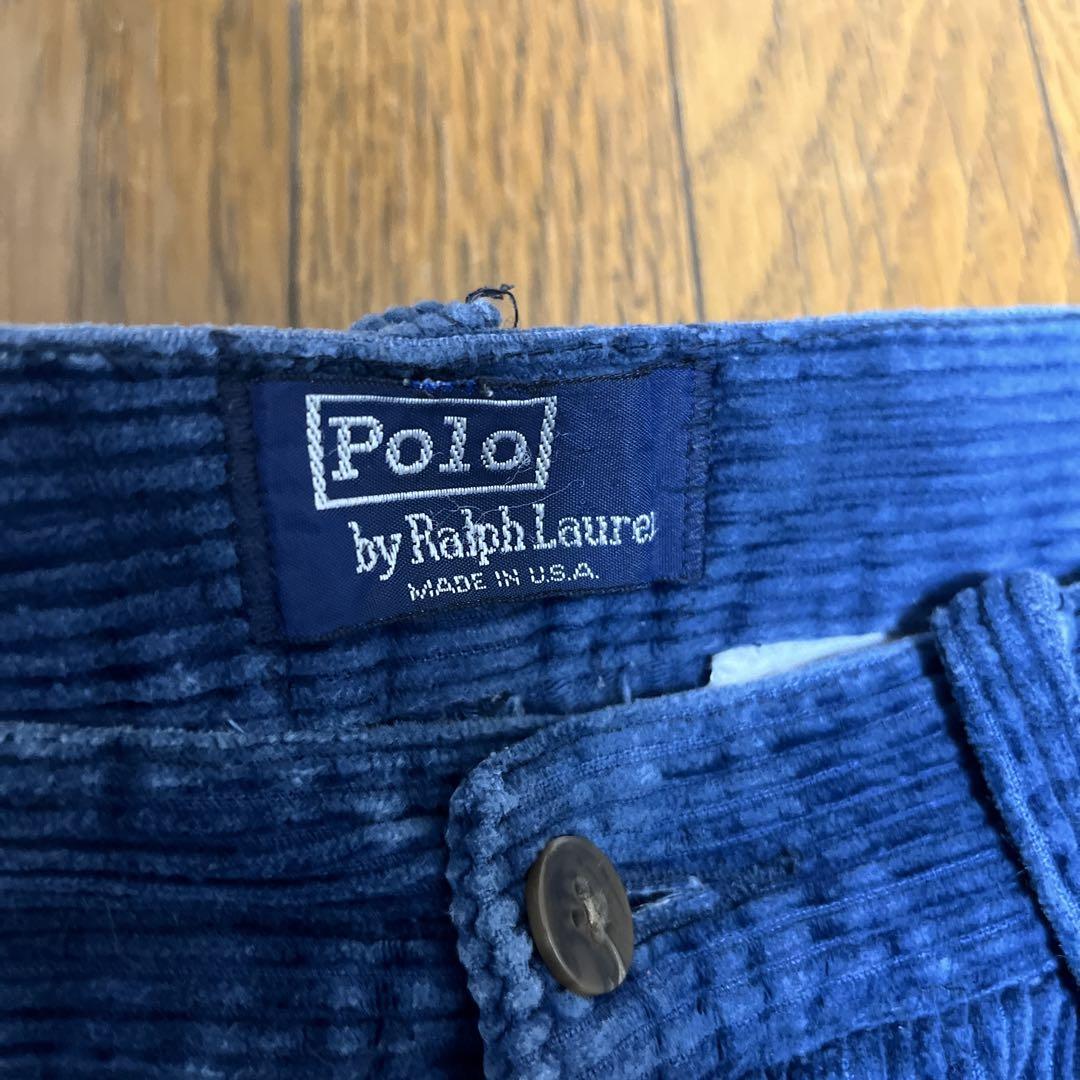 Polo
by Ralph Lauren
MADE IN U.S.A.